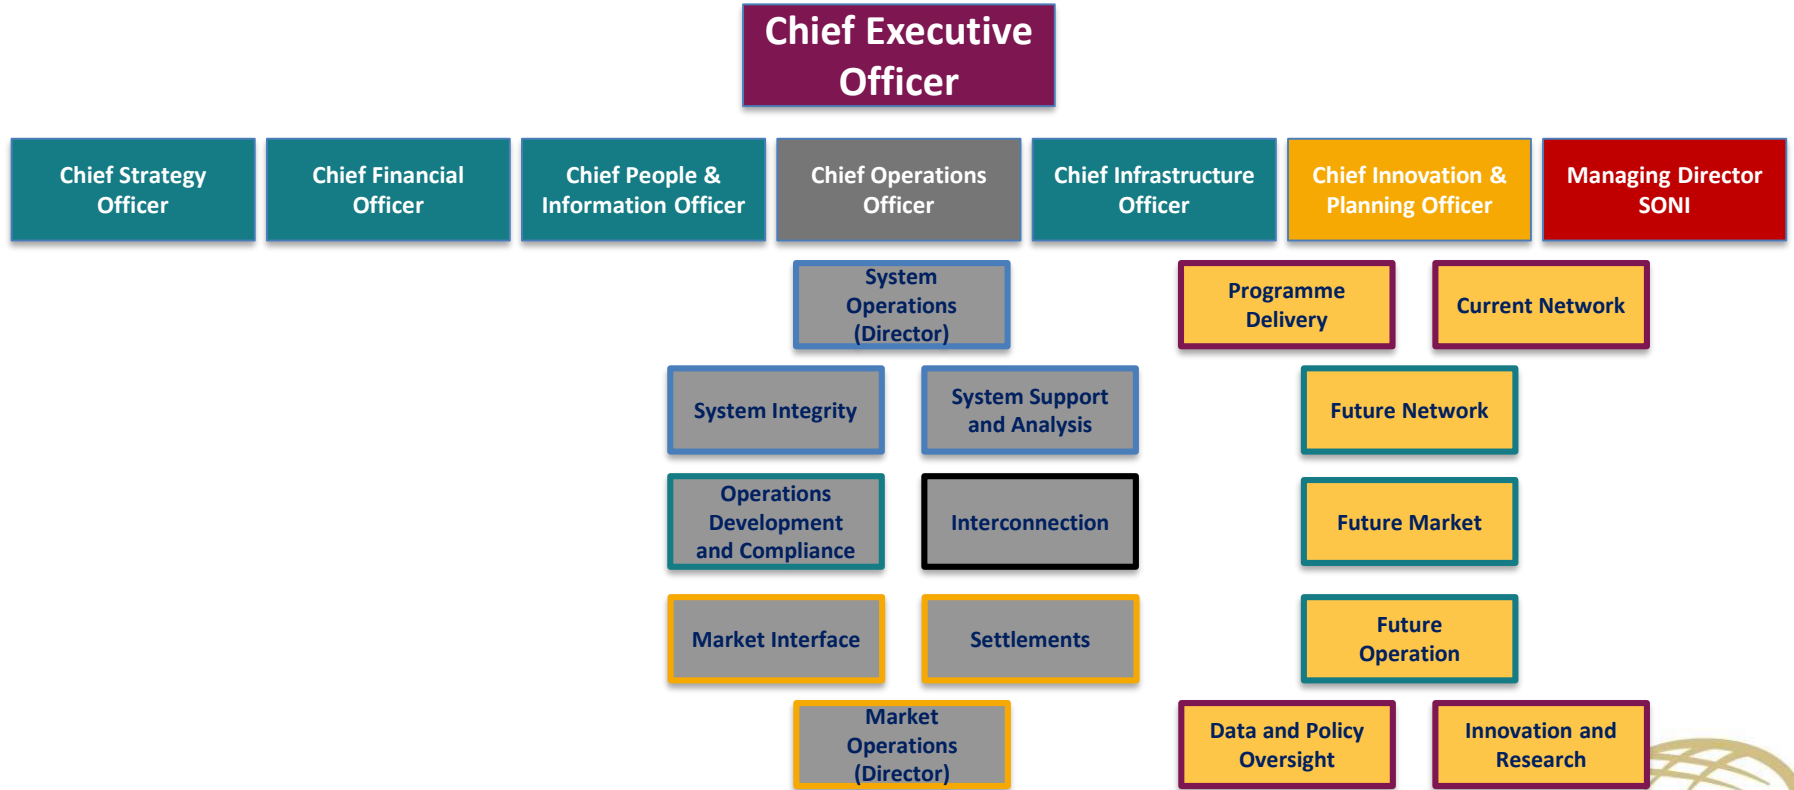 Chief Executive
Officer
Chief Strategy
Officer
Chief Financial
Officer
Chief People &
Information Officer
Chief Operations
Officer
Chief Infrastructure
Officer
Chief Innovation &
Planning Officer
Managing Director
SONI
System
Operations
(Director)
Programme
Delivery
Current Network
System Integrity
System Support
and Analysis
Future Network
Operations
Development
and Compliance
Interconnection
Future Market
Market Interface
Settlements
Future
Operation
Market
Operations
(Director)
Data and Policy
Oversight
Innovation and
Research